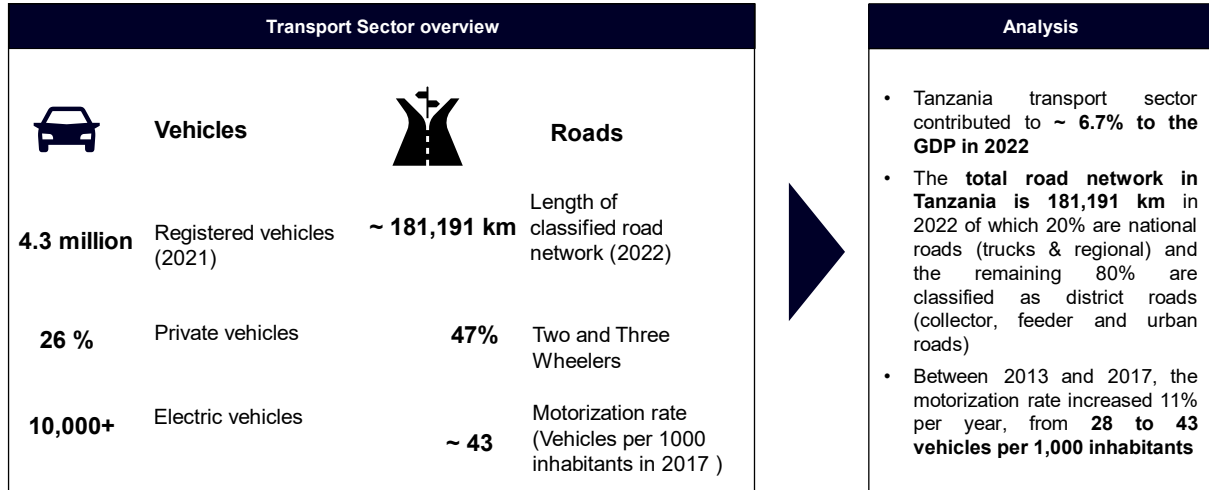 Transport Sector overview
Vehicles
Roads
4.3 million
Registered vehicles
(2021)
~ 181,191 km
Length of
classified road
network (2022)
26 %
Private vehicles
47%
Two and Three
Wheelers
10,000+
Electric vehicles
~ 43
Motorization rate
(Vehicles per 1000
inhabitants in 2017 )
Analysis
• Tanzania transport sector
contributed to ~ 6.7% to the
GDP in 2022
• The total road network in
Tanzania is 181,191 km in
2022 of which 20% are national
roads (trucks & regional) and
the remaining 80% are
classified as district roads
(collector, feeder and urban
roads)
• Between 2013 and 2017, the
motorization rate increased 11%
per year, from 28 to 43
vehicles per 1,000 inhabitants